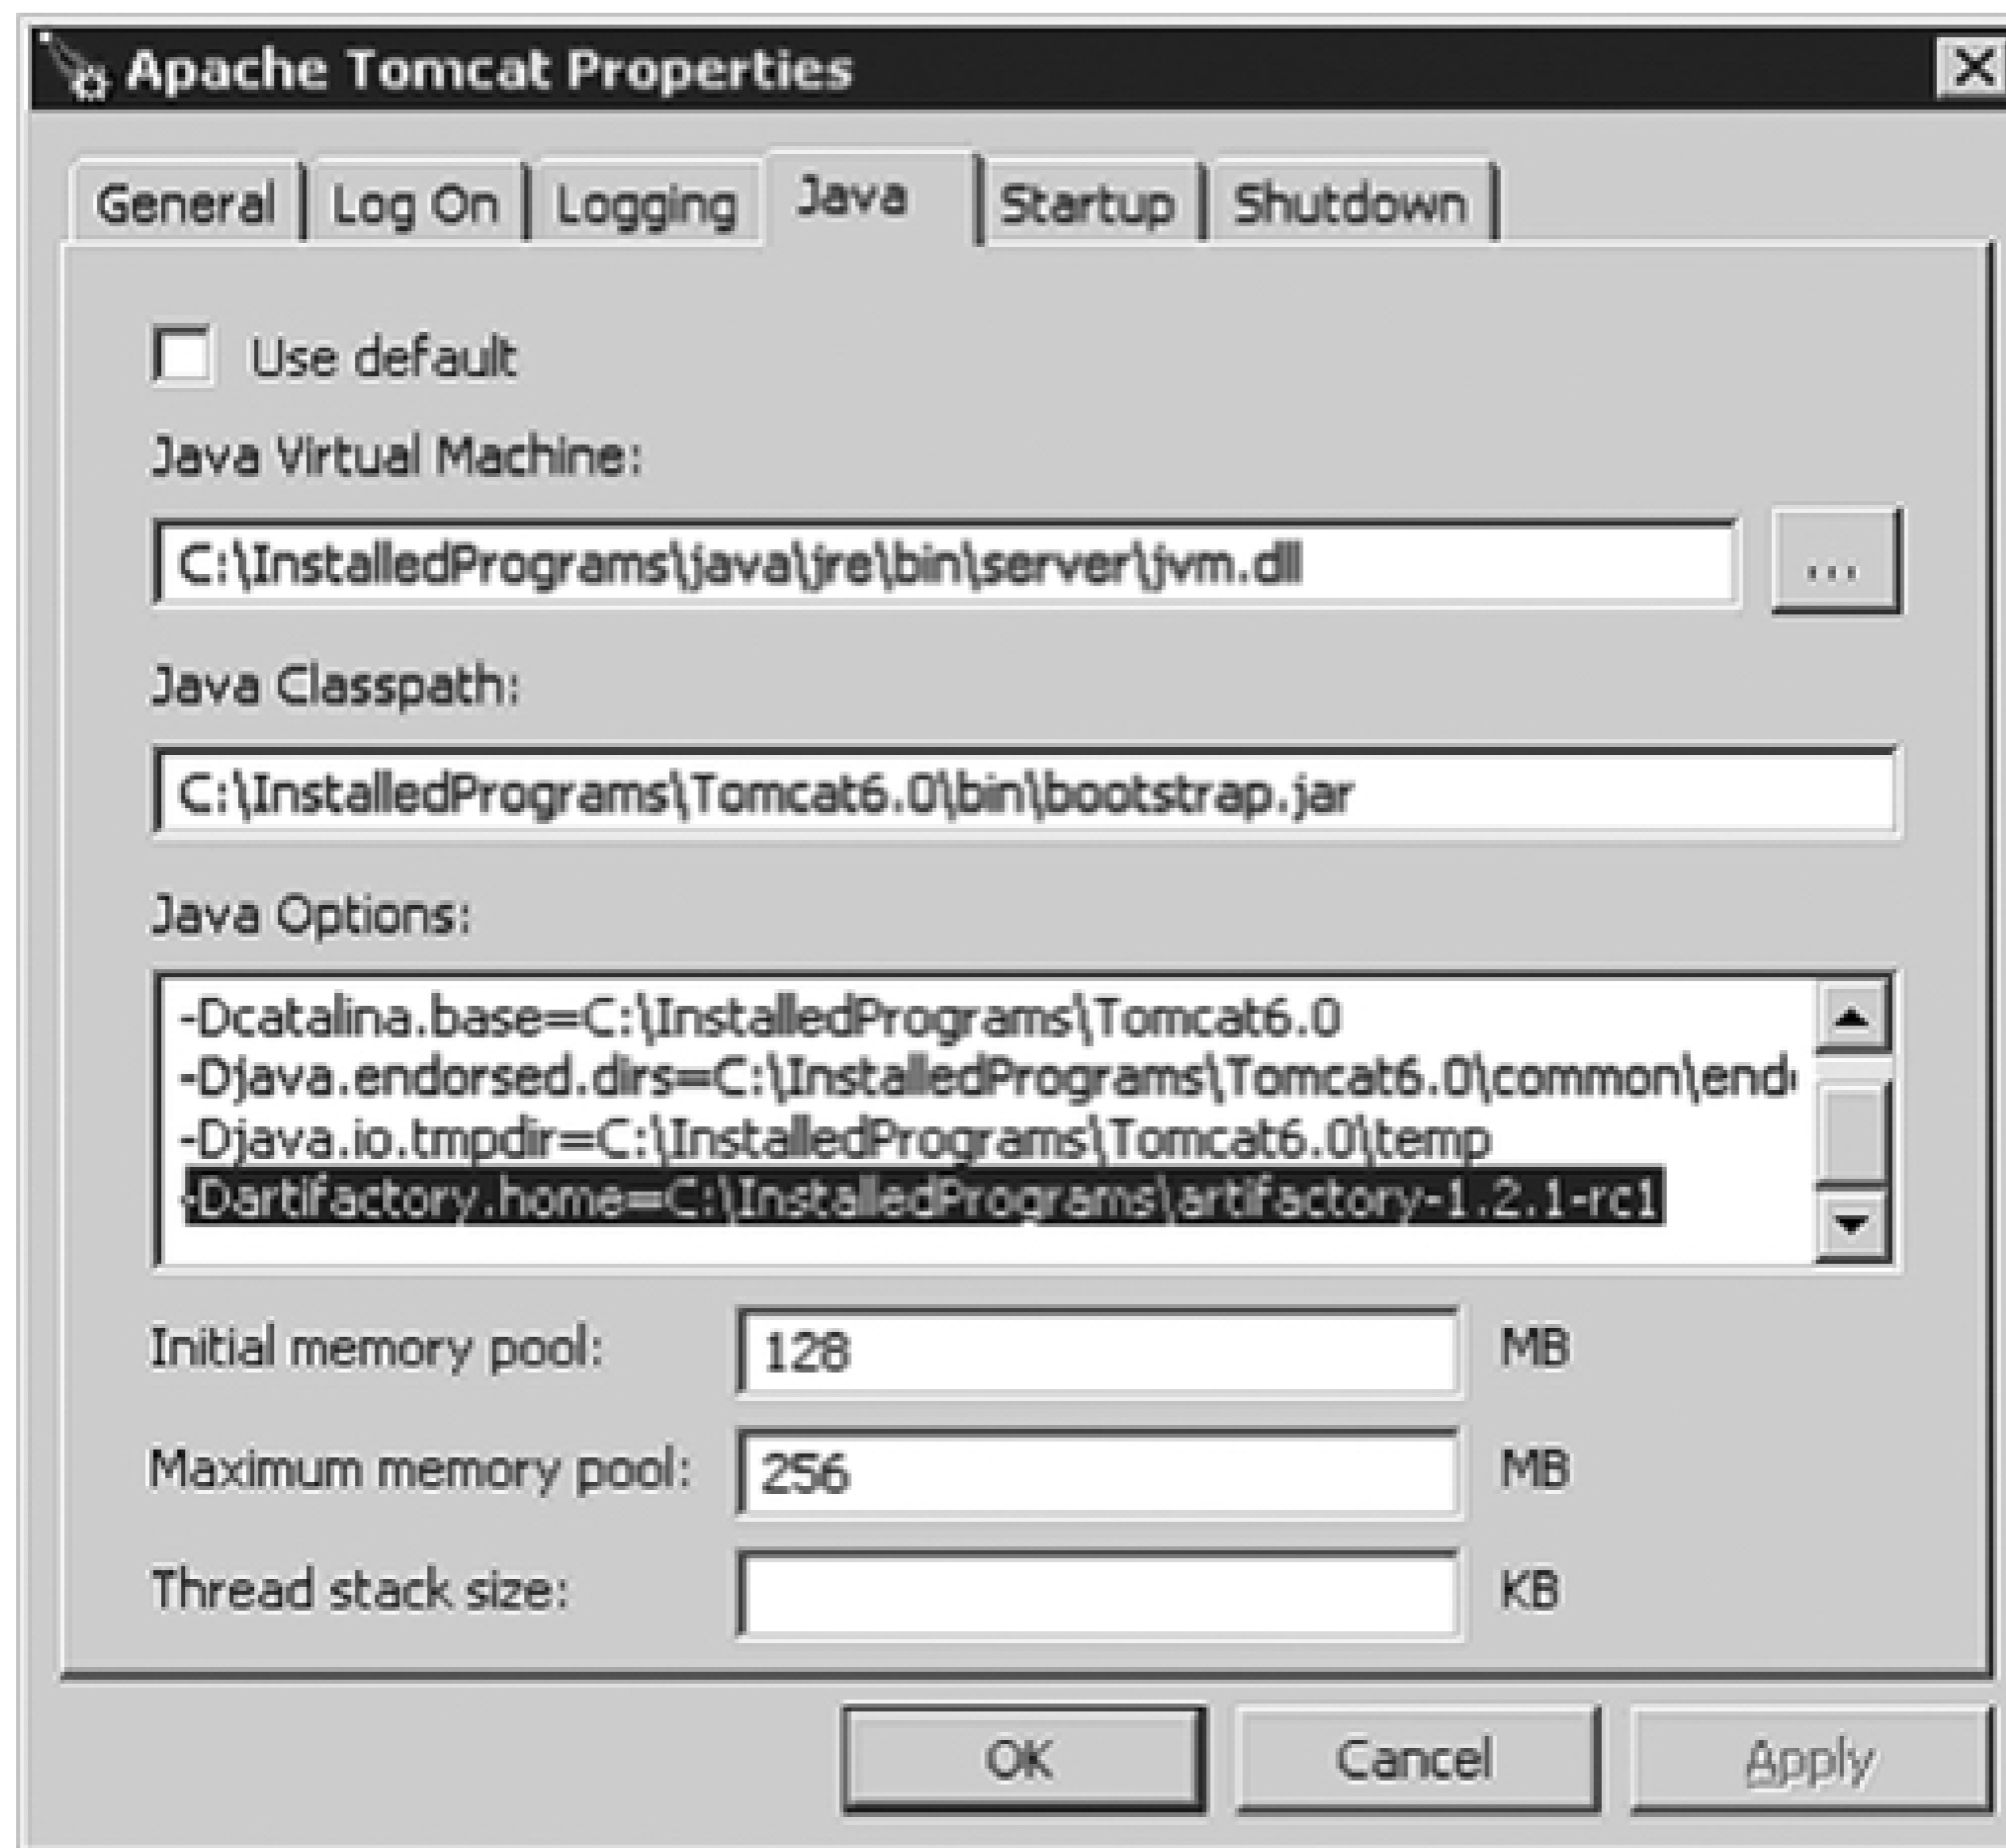 Apache Tomcat Properties
General Log On Logging Java Startup Shutdown
Use default
Java Virtual Machine:
C:\InstalledPrograms\java\jre\bin\server\jvm.dll ...
Java Classpath:
C:\InstalledPrograms\Tomcat6.0\bin\bootstrap.jar
Java Options:
-Dcatalina.base=C:\InstalledPrograms\Tomcat6.0
-Djava.endorsed.dirs=C:\InstalledPrograms\Tomcat6.0\common\end
-Djava.io.tmpdir=C:\InstalledPrograms\Tomcat6.0\temp
-Dartifactory.home=C:\InstalledPrograms\artifactory-1.2.1-rc1
Initial memory pool: 128 MB
Maximum memory pool: 256 MB
Thread stack size: KB
OK Cancel Apply